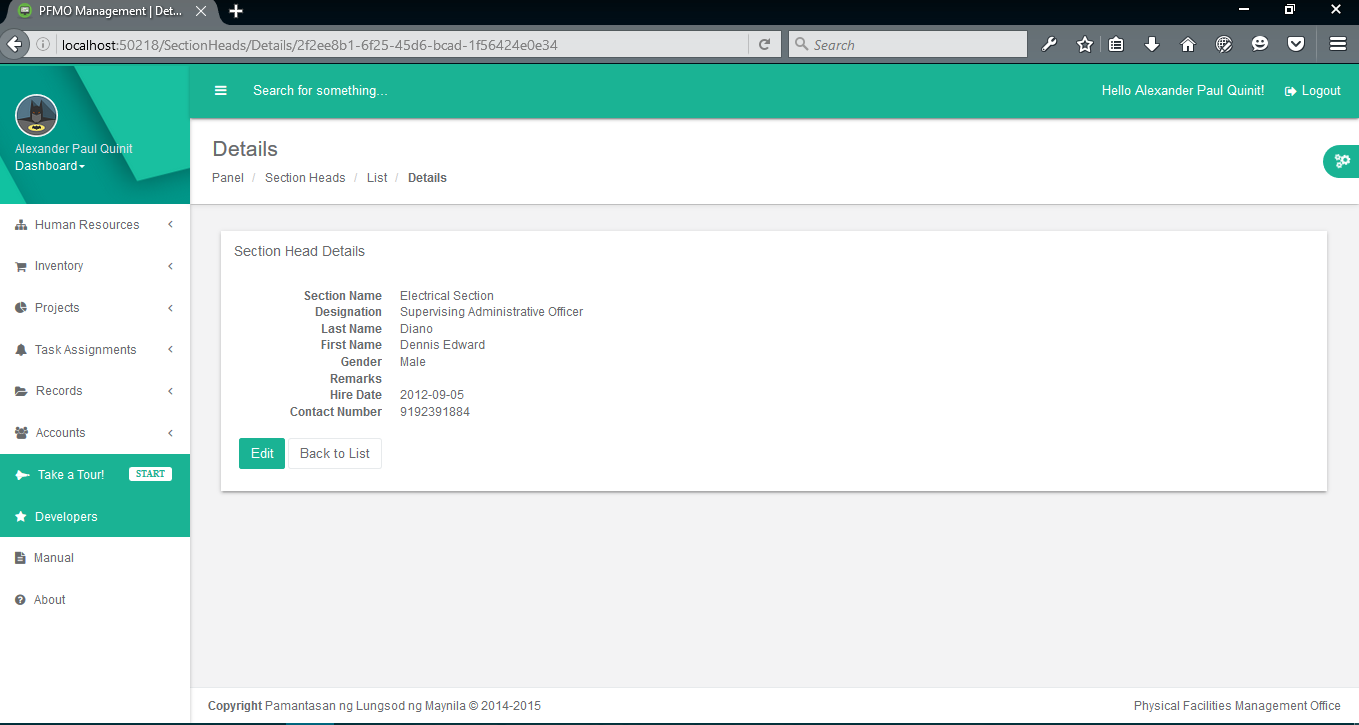 PFMO Management | Det...
localhost:50218/SectionHeads/Details/2f2ee8b1-6f25-45d6-bcad-1f56424e0e34
Search
Search for something...
Hello Alexander Paul Quinit!
Logout
Alexander Paul Quinit
Dashboard
Details
Panel / Section Heads / List / Details
Human Resources
Inventory
Projects
Task Assignments
Records
Accounts
Take a Tour! START
Developers
Manual
About
Section Head Details
Section Name Electrical Section
Designation Supervising Administrative Officer
Last Name Diano
First Name Dennis Edward
Gender Male
Remarks
Hire Date 2012-09-05
Contact Number 9192391884
Edit
Back to List
Copyright Pamantasan ng Lungsod ng Maynila © 2014-2015
Physical Facilities Management Office